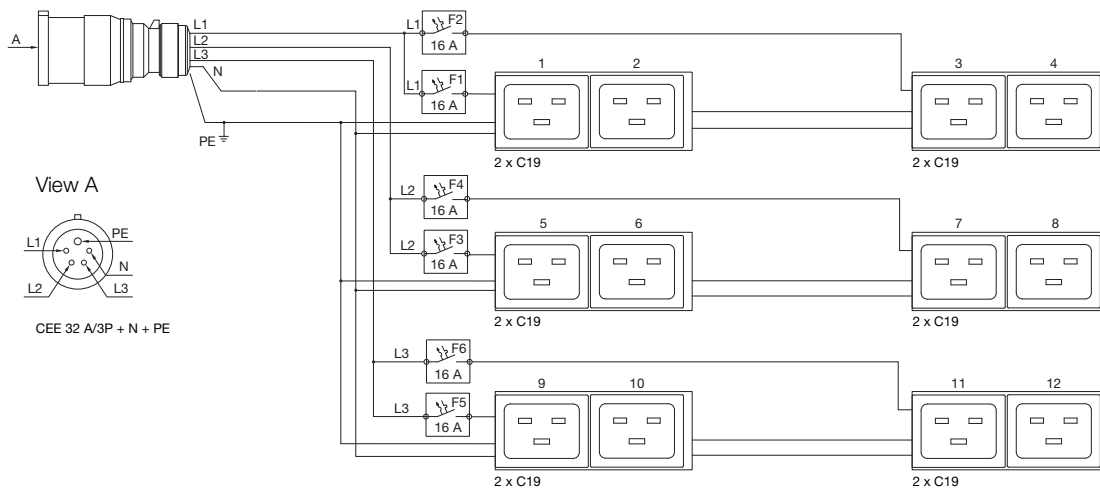 A
L1
L2
L3
N
PE
L1 F2
16 A
L1 F1
16 A
1 2
2 x C19
3 4
2 x C19
View A
L1 PE
N
L2 L3
CEE 32 A/3P + N + PE
L2 F4
16 A
L2 F3
16 A
5 6
2 x C19
7 8
2 x C19
L3 F6
16 A
L3 F5
16 A
9 10
2 x C19
11 12
2 x C19